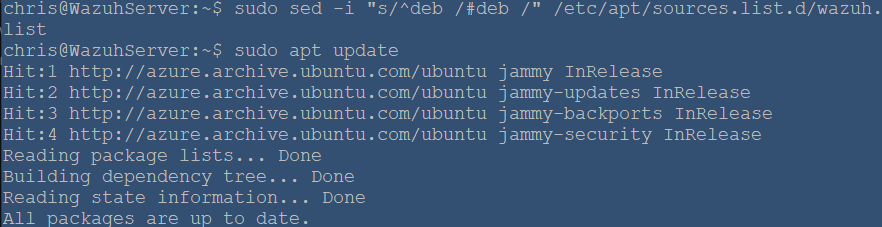 chris@WazuhServer:~$ sudo sed -i "s/^deb /#deb /" /etc/apt/sources.list.d/wazuh.
list
chris@WazuhServer:~$ sudo apt update
Hit:1 http://azure.archive.ubuntu.com/ubuntu jammy InRelease
Hit:2 http://azure.archive.ubuntu.com/ubuntu jammy-updates InRelease
Hit:3 http://azure.archive.ubuntu.com/ubuntu jammy-backports InRelease
Hit:4 http://azure.archive.ubuntu.com/ubuntu jammy-security InRelease
Reading package lists... Done
Building dependency tree... Done
Reading state information... Done
All packages are up to date.